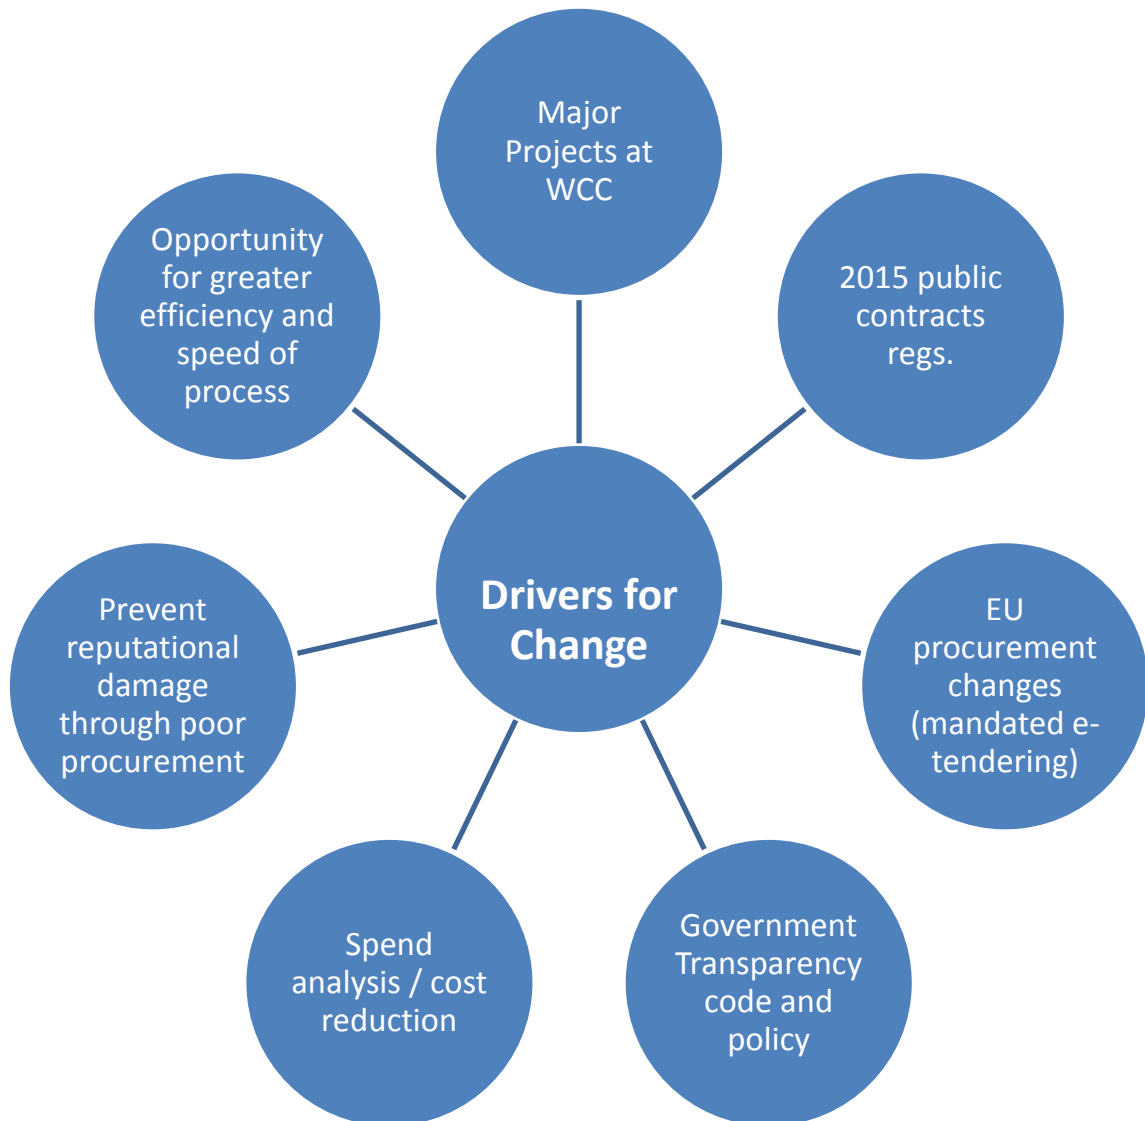 Major
Projects at
WCC
2015 public
contracts
regs.
EU
procurement
changes
(mandated e-
tendering)
Government
Transparency
code and
policy
Spend
analysis / cost
reduction
Prevent
reputational
damage
through poor
procurement
Opportunity
for greater
efficiency and
speed of
process
Drivers for
Change